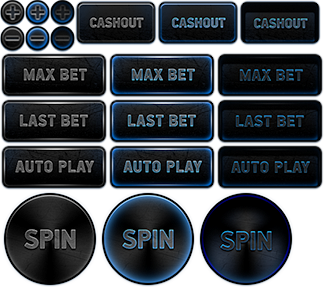 + + +
CASHOUT CASHOUT CASHOUT
− − −
MAX BET MAX BET MAX BET
LAST BET LAST BET LAST BET
AUTO PLAY AUTO PLAY AUTO PLAY
SPIN SPIN SPIN